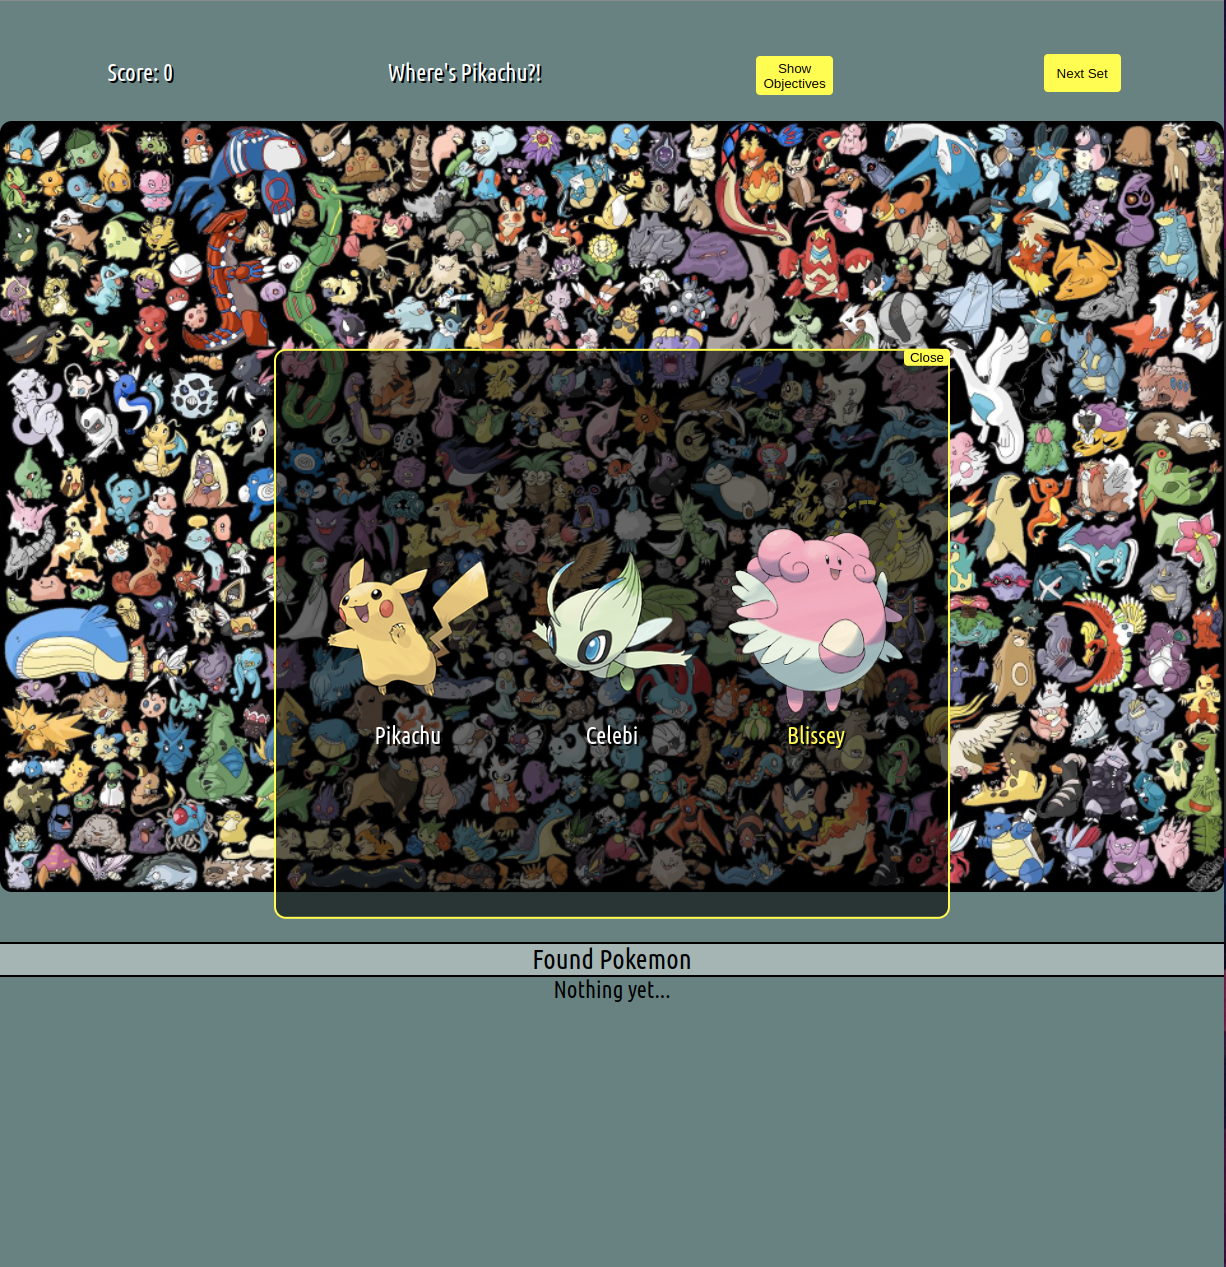 Score: 0
Where's Pikachu?!
Show
Objectives
Next Set
Close
Pikachu
Celebi
Blissey
Found Pokemon
Nothing yet...